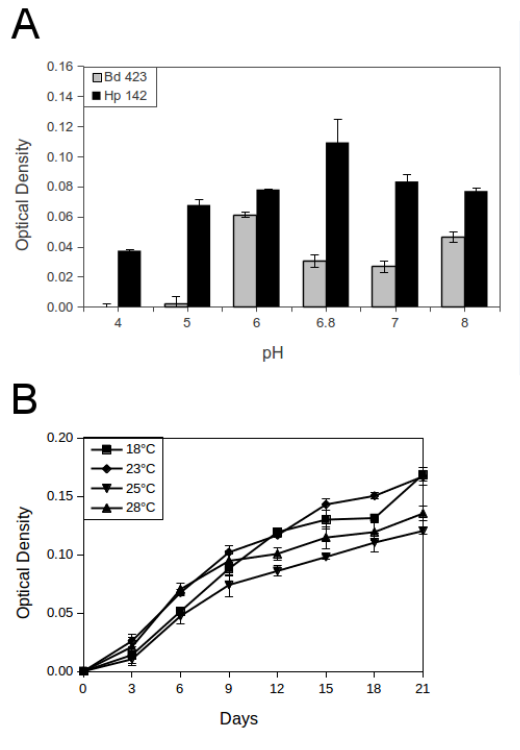 A
0.16
0.14
0.12
0.10
0.08
0.06
0.04
0.02
0.00
Optical Density
Bd 423
Hp 142
4 5 6 6.8 7 8
pH
B
0.20
0.15
0.10
0.05
0.00
Optical Density
18°C
23°C
25°C
28°C
0 3 6 9 12 15 18 21
Days